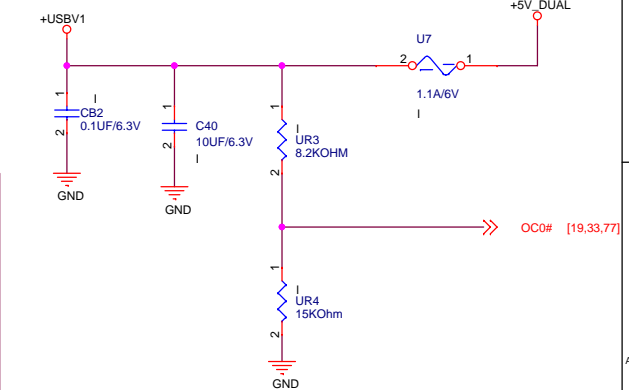 +5V_DUAL
+USBV1
U7
2
1
1.1A/6V
I
1
I
CB2
0.1UF/6.3V
2
GND
1
C40
10UF/6.3V
2
I
GND
1
I
UR3
8.2KOHM
2
OC0# [19,33,77]
1
I
UR4
15KOhm
2
GND
A